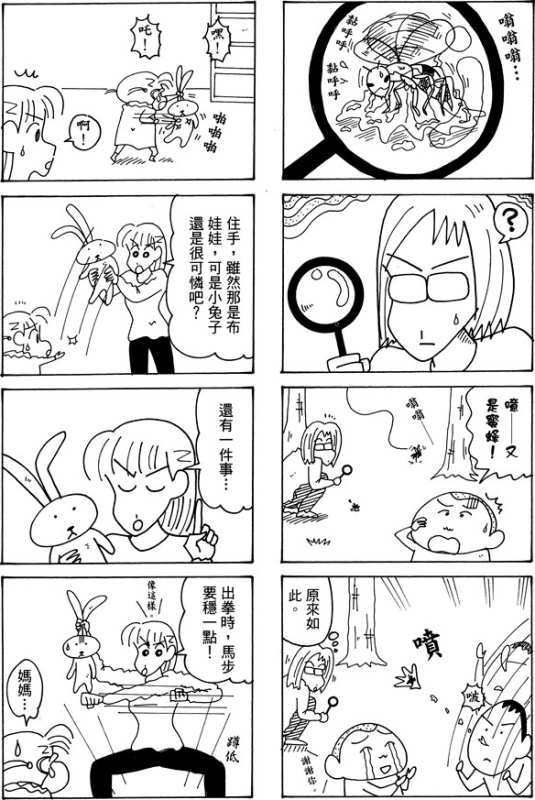 嗡嗡嗡…
黏呼呼
黏呼呼
？
噫──又
是蜜蜂！
嗡嗡
原來如
此。
噴
謝謝你
嘿！
吒！
啪啪啪
啊！
住手，雖然那是布
娃娃，可是小兔子
還是很可憐吧？
還有一件事…
出拳時，馬步
要穩一點！
像這樣。
蹲低
媽媽…